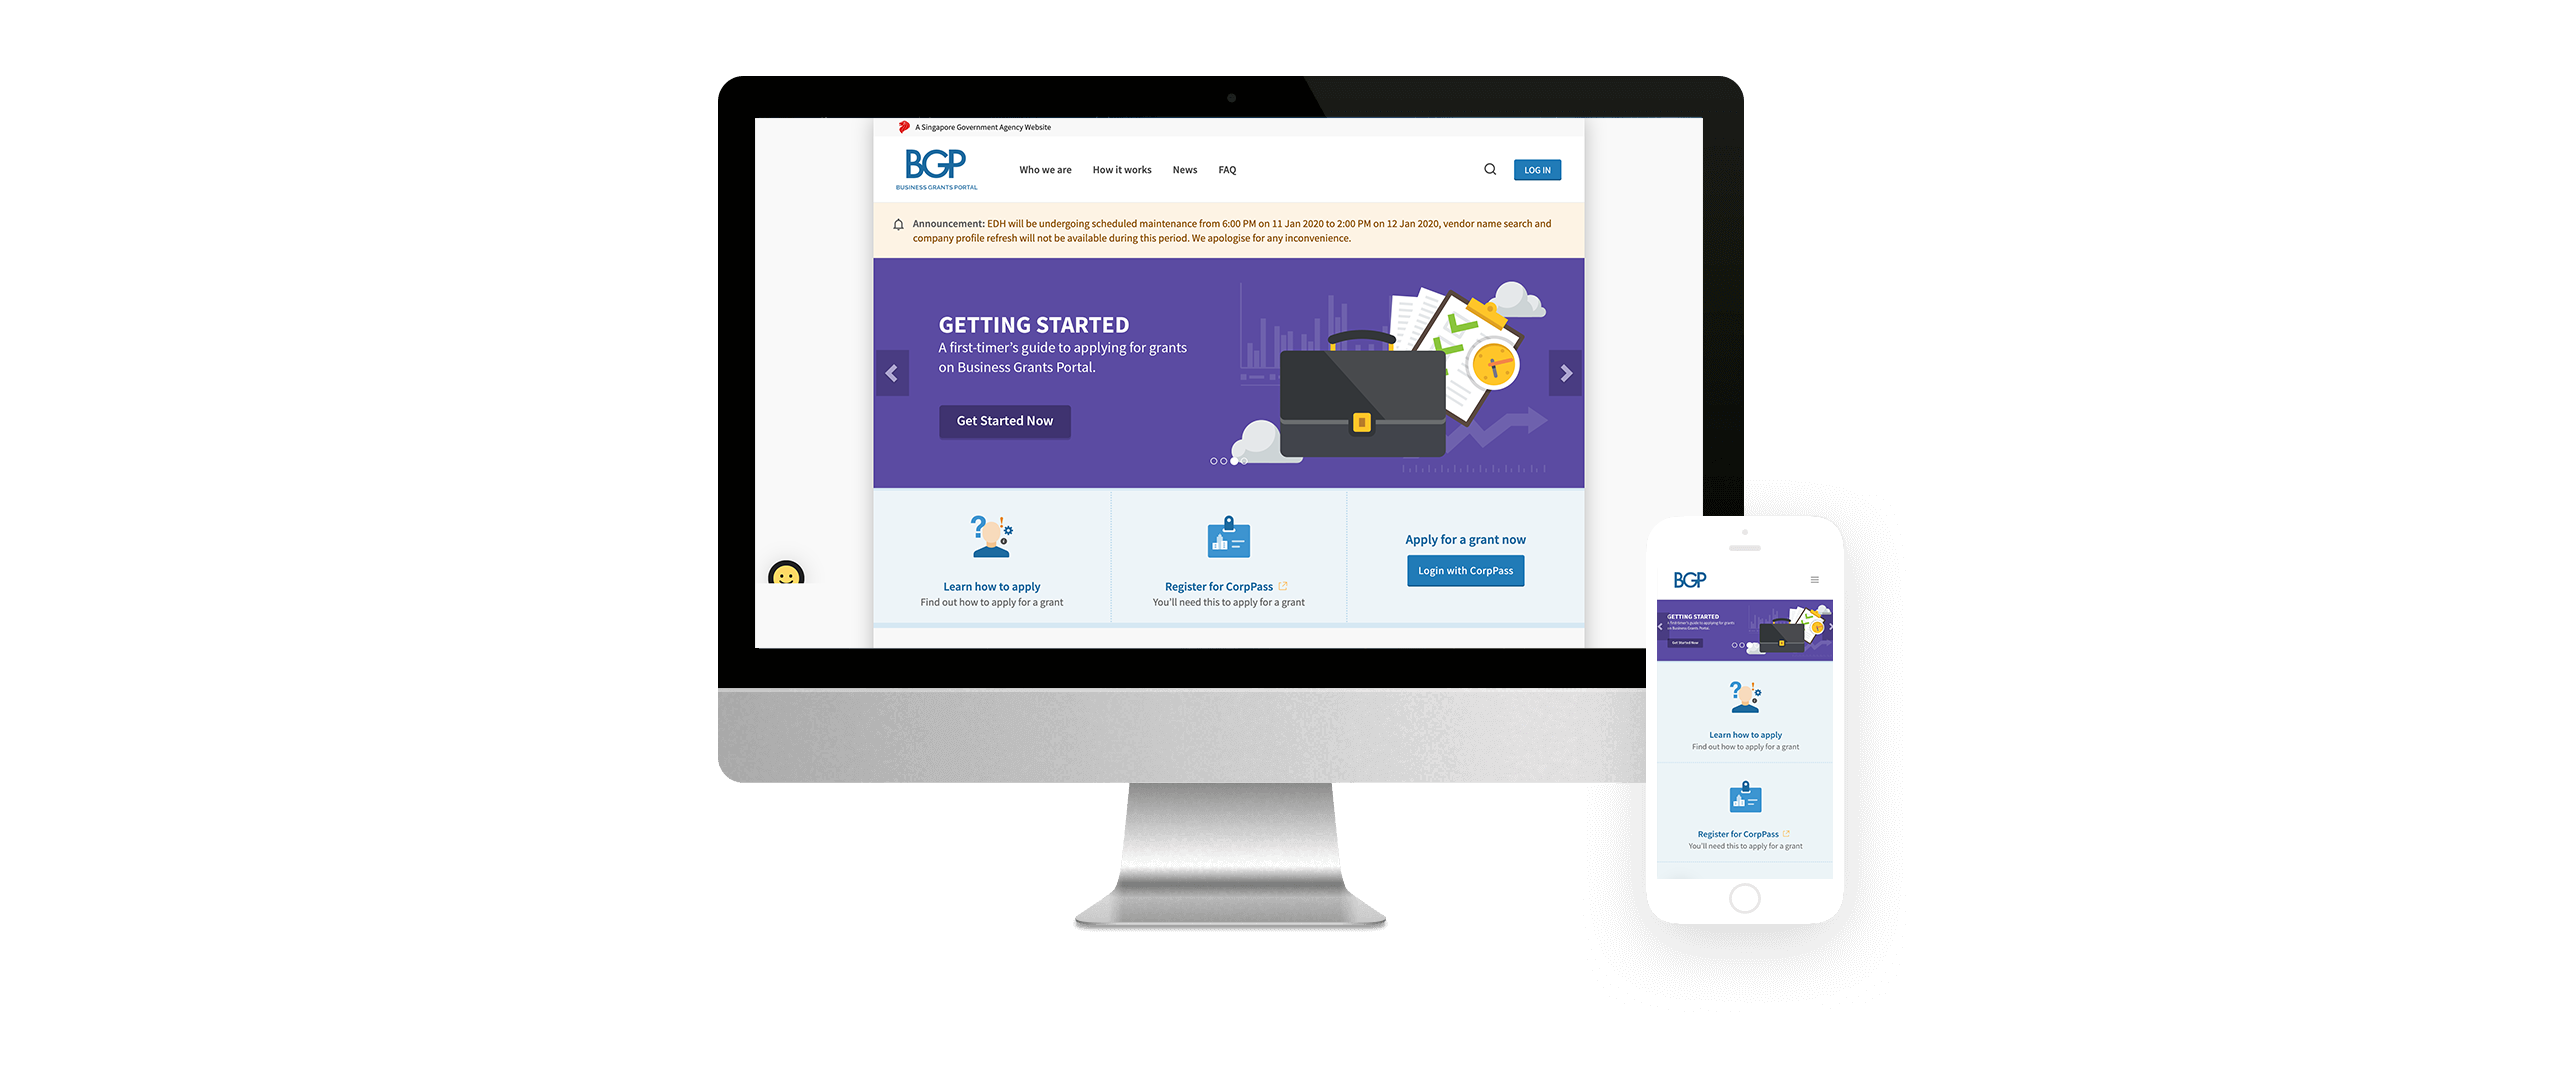 A Singapore Government Agency Website
BGP
BUSINESS GRANTS PORTAL
Who we are
How it works
News
FAQ
LOG IN
Announcement: EDH will be undergoing scheduled maintenance from 6:00 PM on 11 Jan 2020 to 2:00 PM on 12 Jan 2020, vendor name search and
company profile refresh will not be available during this period. We apologise for any inconvenience.
GETTING STARTED
A first-timer's guide to applying for grants
on Business Grants Portal.
Get Started Now
Learn how to apply
Find out how to apply for a grant
Register for CorpPass
You'll need this to apply for a grant
Apply for a grant now
Login with CorpPass
BGP
GETTING STARTED
A first-timer's guide to applying for grants
on Business Grants Portal.
Get Started Now
Learn how to apply
Find out how to apply for a grant
Register for CorpPass
You'll need this to apply for a grant